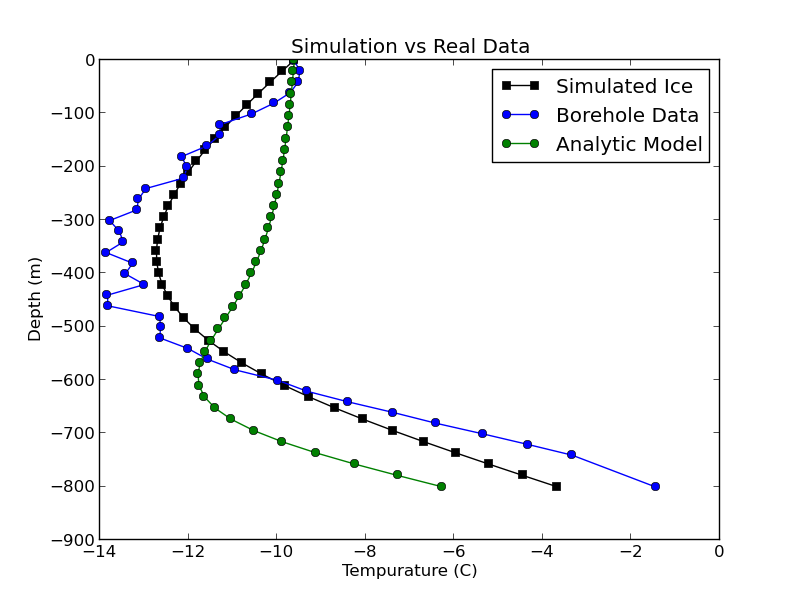 Simulation vs Real Data
Simulated Ice
Borehole Data
Analytic Model
0
−100
−200
−300
−400
−500
−600
−700
−800
−900
Depth (m)
−14 −12 −10 −8 −6 −4 −2 0
Tempurature (C)